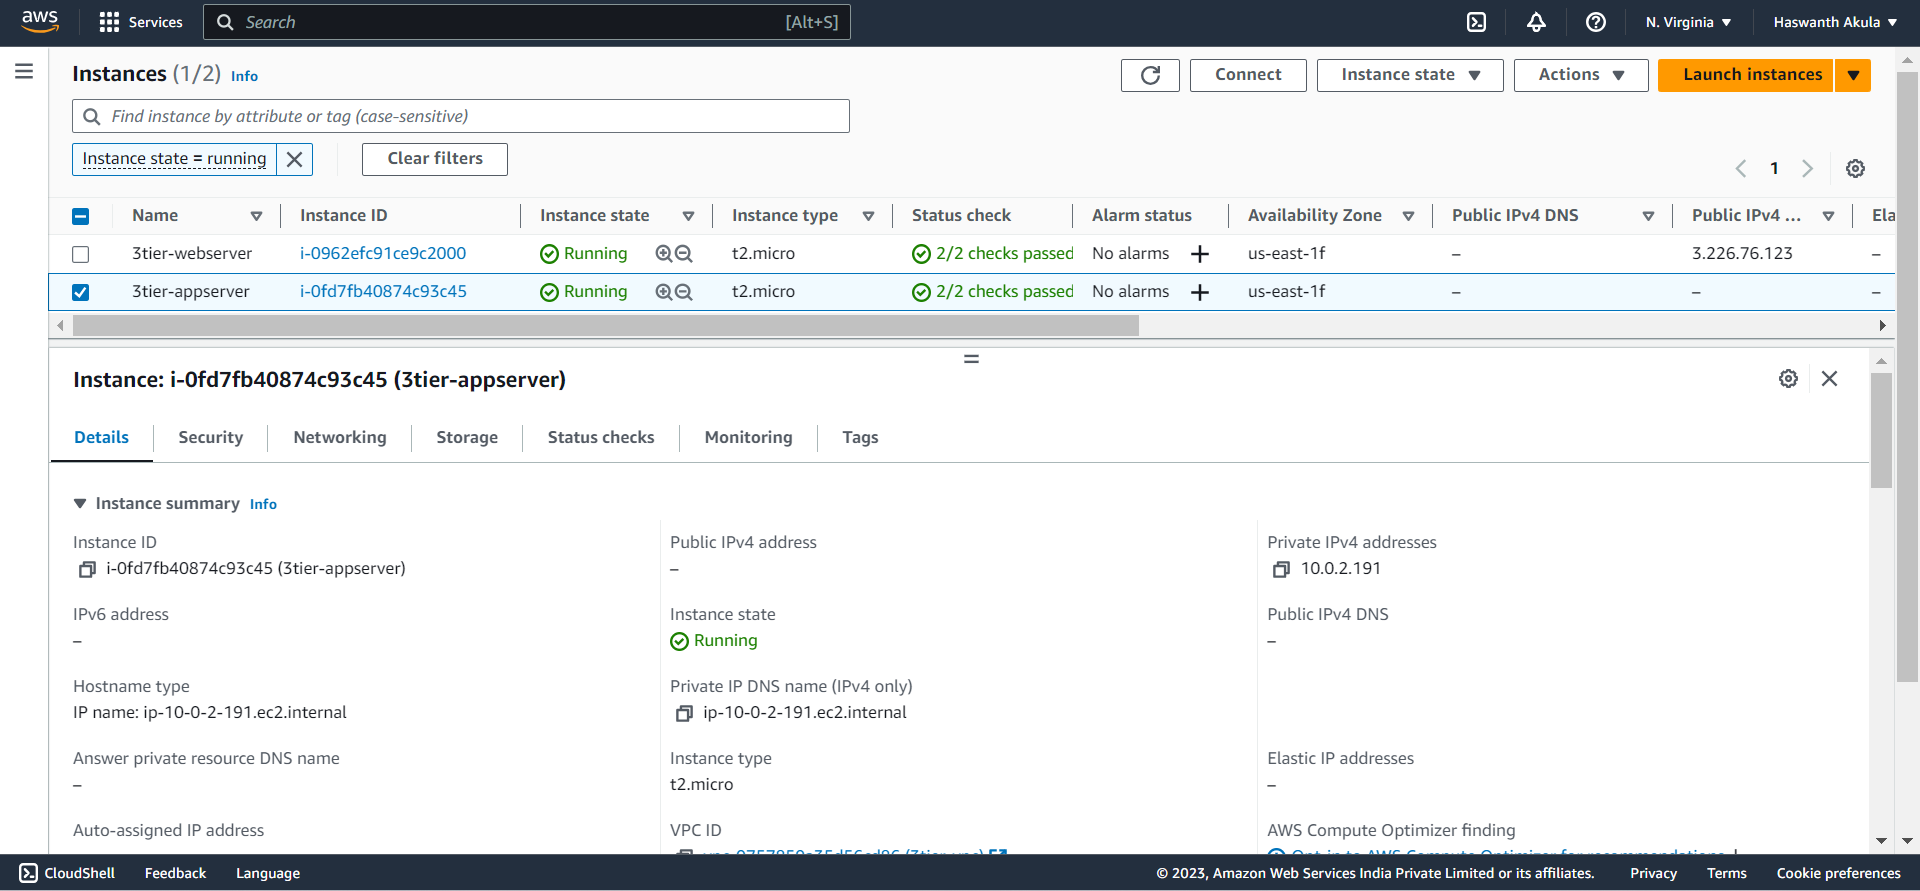 aws
Services
Search
[Alt+S]
N. Virginia
Haswanth Akula
Instances (1/2) Info
Connect
Instance state
Actions
Launch instances
Find instance by attribute or tag (case-sensitive)
Instance state = running
Clear filters
1
Name Instance ID Instance state Instance type Status check Alarm status Availability Zone Public IPv4 DNS Public IPv4 ... Ela
3tier-webserver i-0962efc91ce9c2000 Running t2.micro 2/2 checks passed No alarms + us-east-1f – 3.226.76.123 –
3tier-appserver i-0fd7fb40874c93c45 Running t2.micro 2/2 checks passed No alarms + us-east-1f – – –
Instance: i-0fd7fb40874c93c45 (3tier-appserver)
Details Security Networking Storage Status checks Monitoring Tags
Instance summary Info
Instance ID
i-0fd7fb40874c93c45 (3tier-appserver)
Public IPv4 address
–
Private IPv4 addresses
10.0.2.191
IPv6 address
–
Instance state
Running
Public IPv4 DNS
–
Hostname type
IP name: ip-10-0-2-191.ec2.internal
Private IP DNS name (IPv4 only)
ip-10-0-2-191.ec2.internal
Answer private resource DNS name
–
Instance type
t2.micro
Elastic IP addresses
–
Auto-assigned IP address
VPC ID
AWS Compute Optimizer finding
Opt-in to AWS Compute Optimizer for recommendations.
CloudShell Feedback Language
© 2023, Amazon Web Services India Private Limited or its affiliates. Privacy Terms Cookie preferences